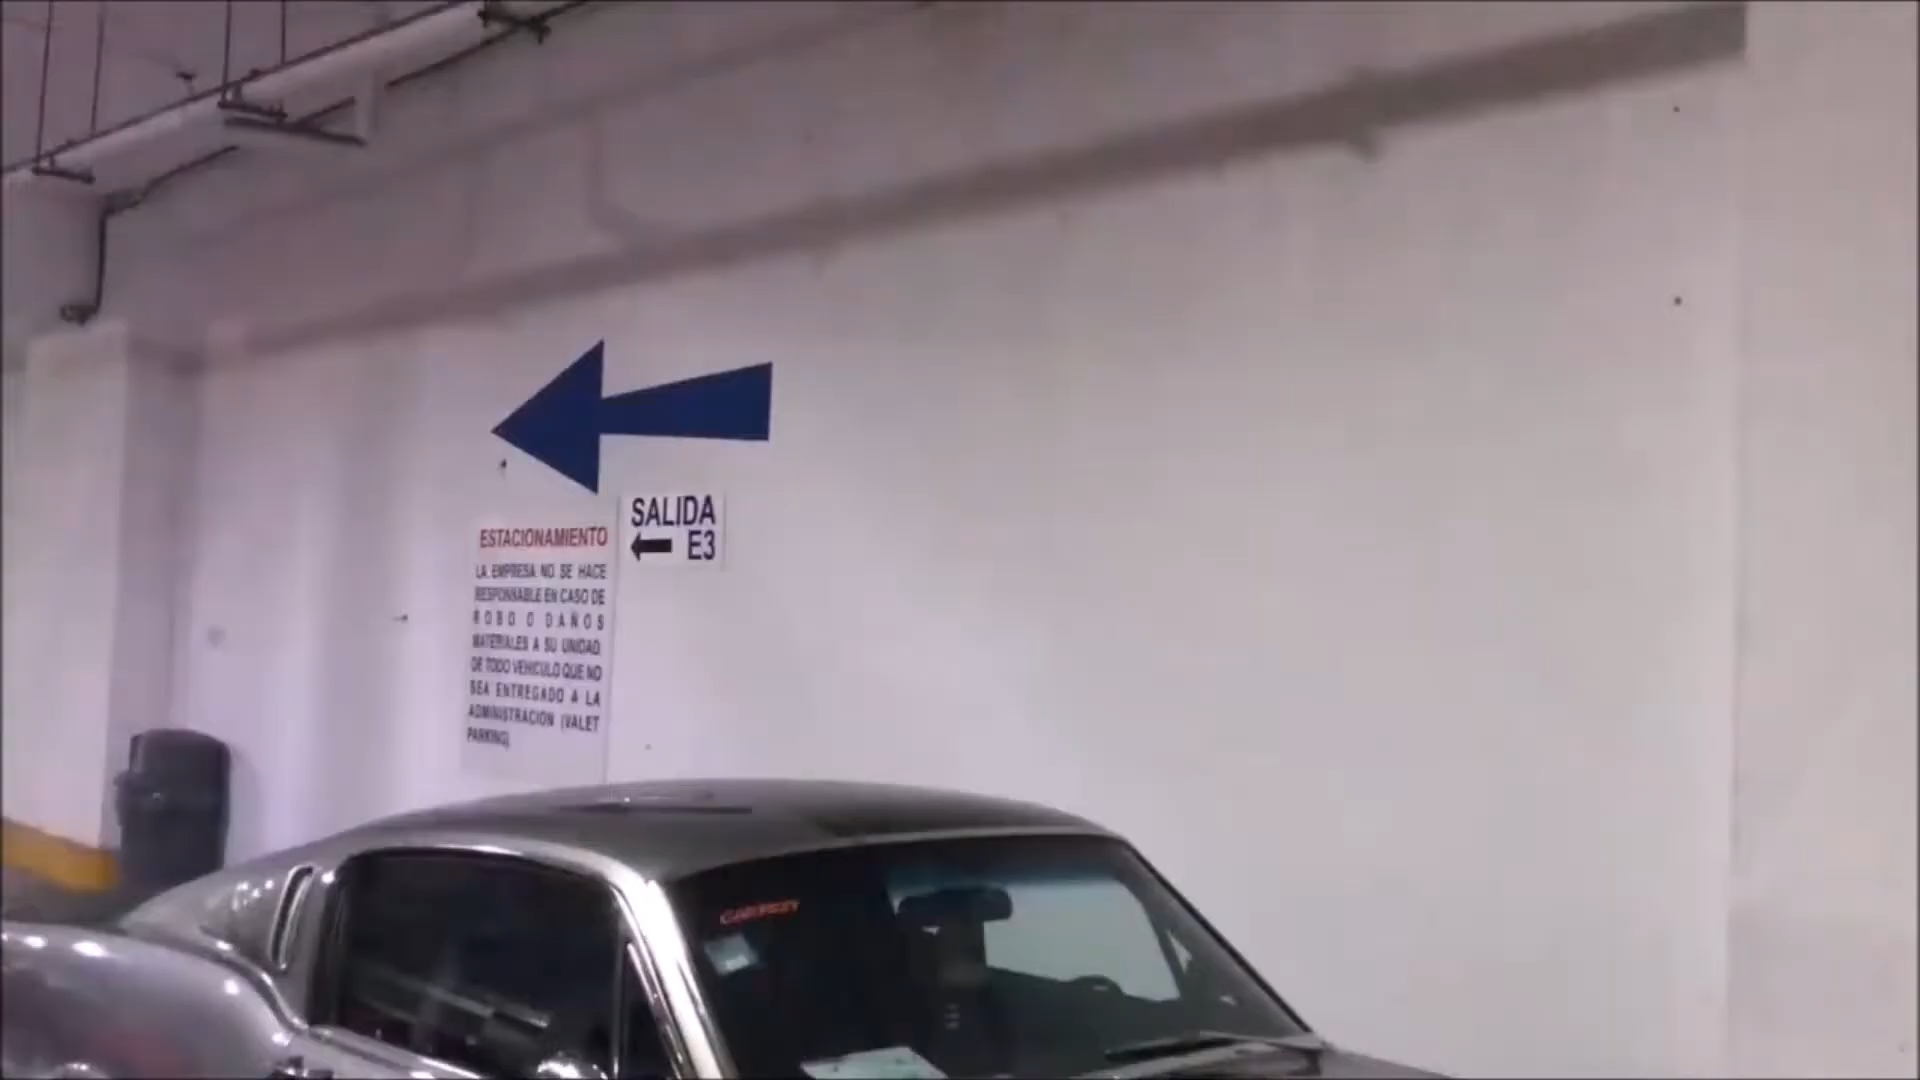 SALIDA
E3
ESTACIONAMIENTO
LA EMPRESA NO SE HACE
RESPONSABLE EN CASO DE
ROBO O DAÑOS
MATERIALES A SU UNIDAD.
DE TODO VEHICULO QUE NO
SEA ENTREGADO A LA
ADMINISTRACION (VALET
PARKING)